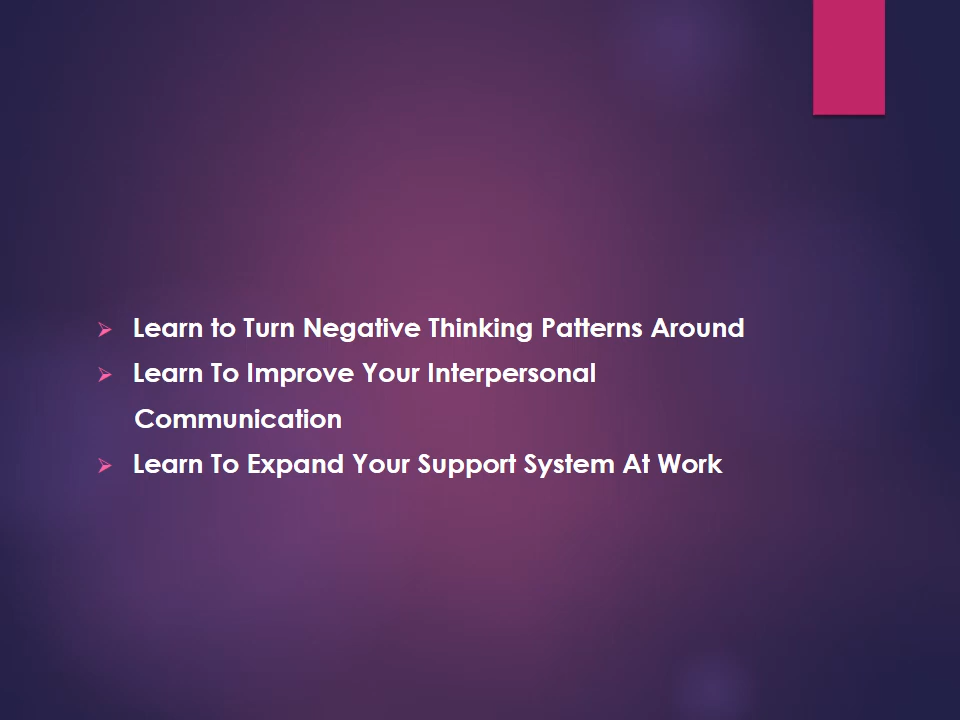 Learn to Turn Negative Thinking Patterns Around
Learn To Improve Your Interpersonal
Communication
Learn To Expand Your Support System At Work